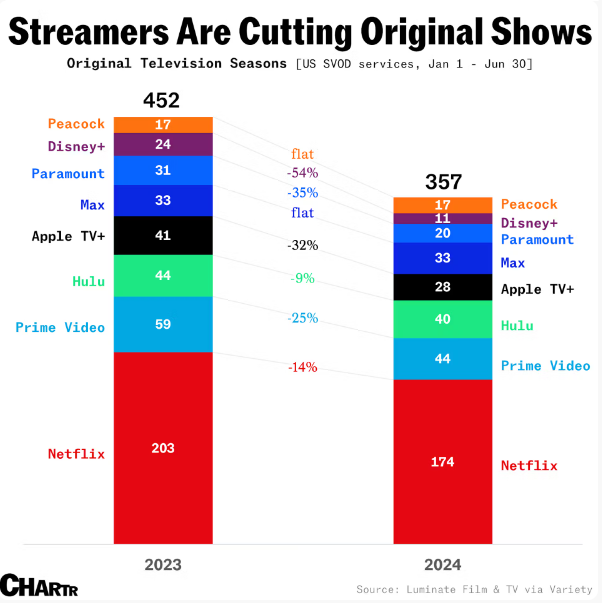 Streamers Are Cutting Original Shows
Original Television Seasons [US SVOD services, Jan 1 - Jun 30]
452
Peacock 17
Disney+ 24
Paramount 31
Max 33
Apple TV+ 41
Hulu 44
Prime Video 59
Netflix 203
flat
-54%
-35%
flat
-32%
-9%
-25%
-14%
357
17 Peacock
11 Disney+
20 Paramount
33 Max
28 Apple TV+
40 Hulu
44 Prime Video
174 Netflix
2023
2024
CHARTR
Source: Luminate Film & TV via Variety